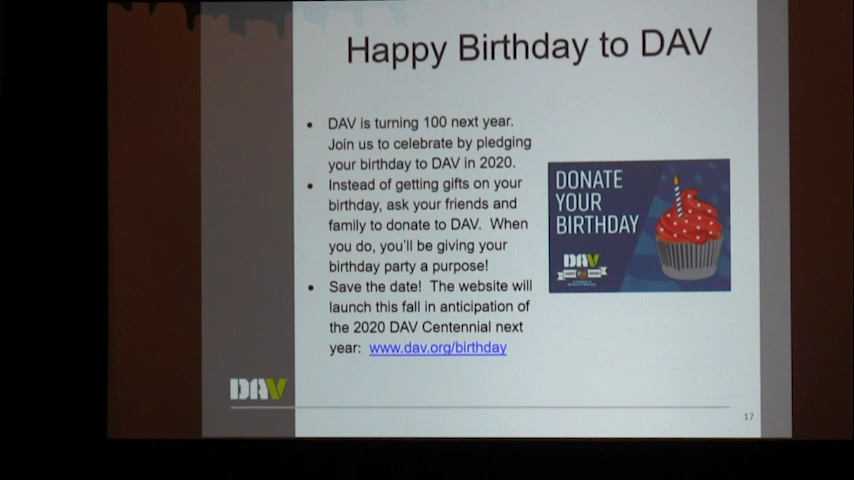 Happy Birthday to DAV
• DAV is turning 100 next year.
Join us to celebrate by pledging
your birthday to DAV in 2020.
• Instead of getting gifts on your
birthday, ask your friends and
family to donate to DAV. When
you do, you'll be giving your
birthday party a purpose!
• Save the date! The website will
launch this fall in anticipation of
the 2020 DAV Centennial next
year: www.dav.org/birthday
DONATE
YOUR
BIRTHDAY
DAV
DAV
17